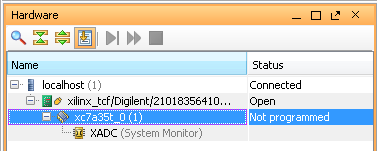 Hardware
Name Status
localhost (1) Connected
xilinx_tcf/Digilent/21018356410... Open
xc7a35t_0 (1) Not programmed
XADC (System Monitor)